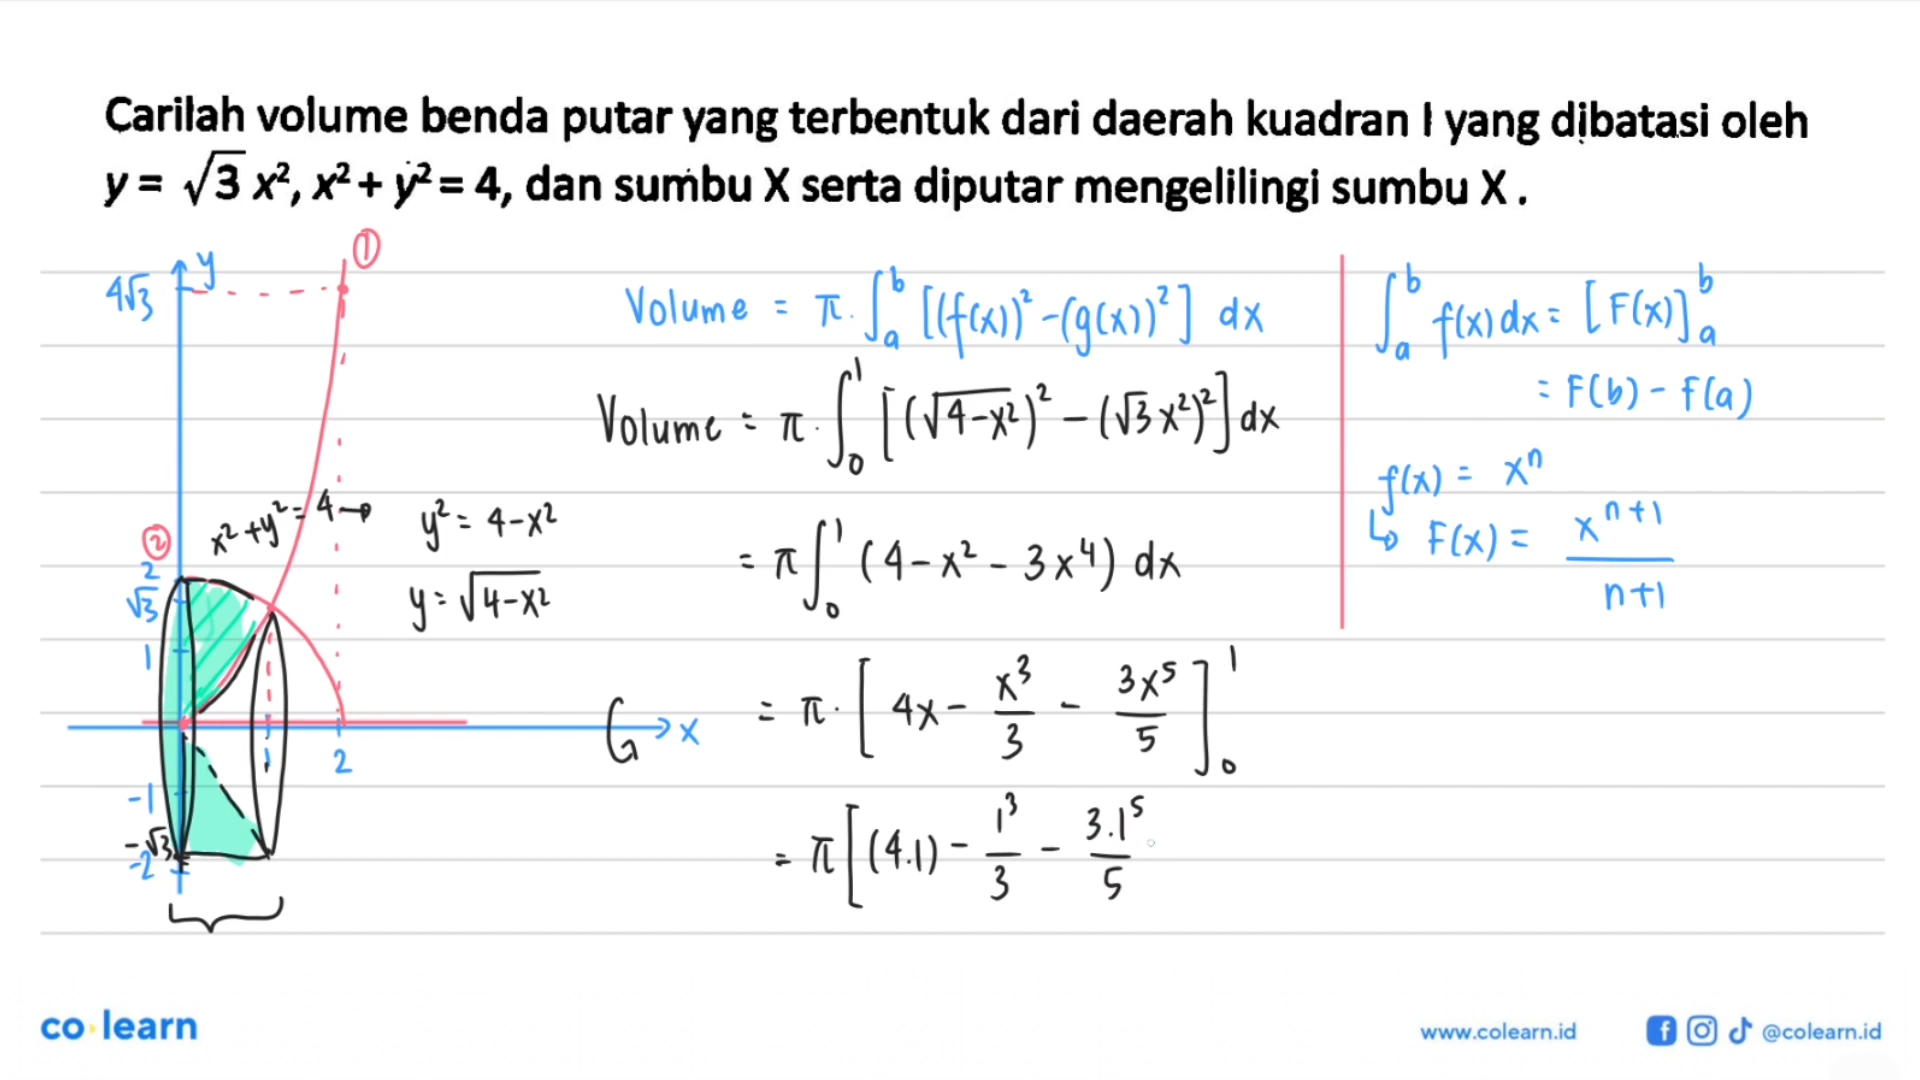 Carilah volume benda putar yang terbentuk dari daerah kuadran I yang dibatasi oleh
y = √3 x², x² + y² = 4, dan sumbu X serta diputar mengelilingi sumbu X .
①
y
4√3
②
2
√3
1
-1
-√3
-2
1
2
x
x² + y² = 4 →
y² = 4 - x²
y = √(4-x²)
Volume = π . ∫ₐᵇ [(f(x))² - (g(x))²] dx
Volume = π . ∫₀¹ [(√(4-x²))² - (√3 x²)²] dx
= π ∫₀¹ (4 - x² - 3x⁴) dx
= π . [4x - x³/3 - 3x⁵/5]₀¹
= π [(4.1) - 1³/3 - 3.1⁵/5
∫ₐᵇ f(x) dx = [F(x)]ₐᵇ
= F(b) - F(a)
f(x) = xⁿ
↳ F(x) = xⁿ⁺¹/n+1
co learn
www.colearn.id
@colearn.id